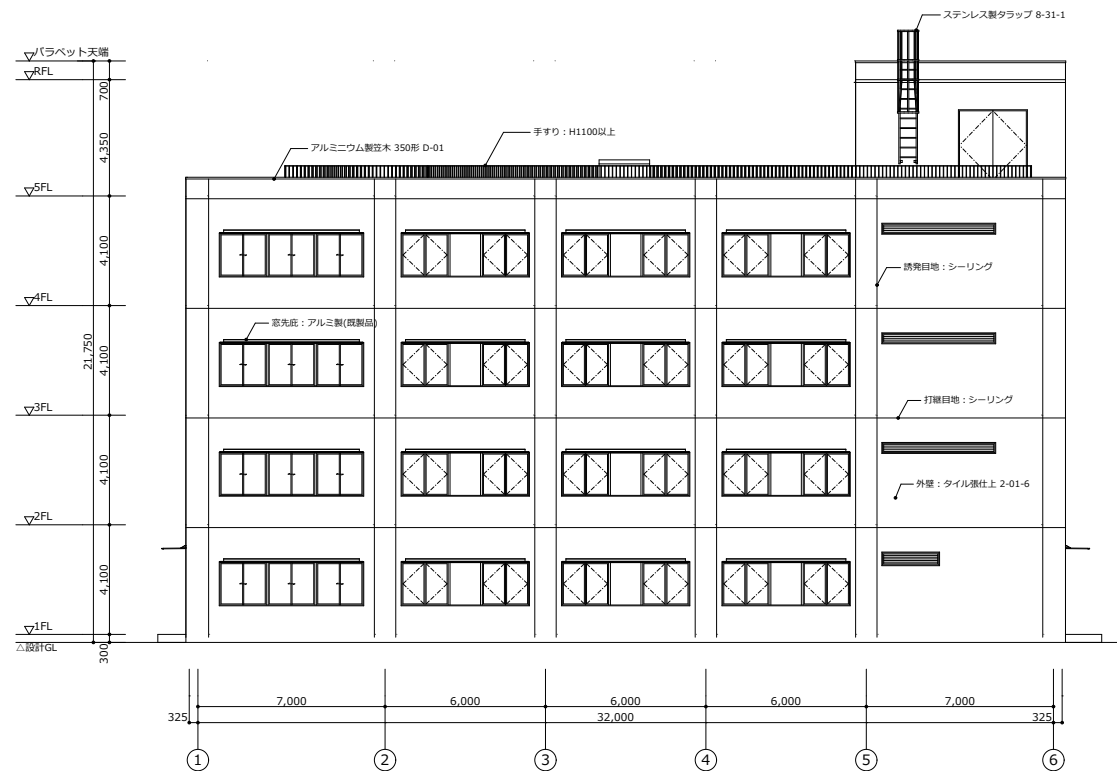 ステンレス製タラップ 8-31-1
パラペット天端
RFL
700
手すり：H1100以上
4,350
アルミニウム製笠木 350形 D-01
5FL
4,100
誘発目地：シーリング
4FL
窓先庇：アルミ製(既製品)
21,750
4,100
打継目地：シーリング
3FL
4,100
外壁：タイル張仕上 2-01-6
2FL
4,100
1FL
△設計GL
300
7,000 6,000 6,000 6,000 7,000
325 32,000 325
1 2 3 4 5 6